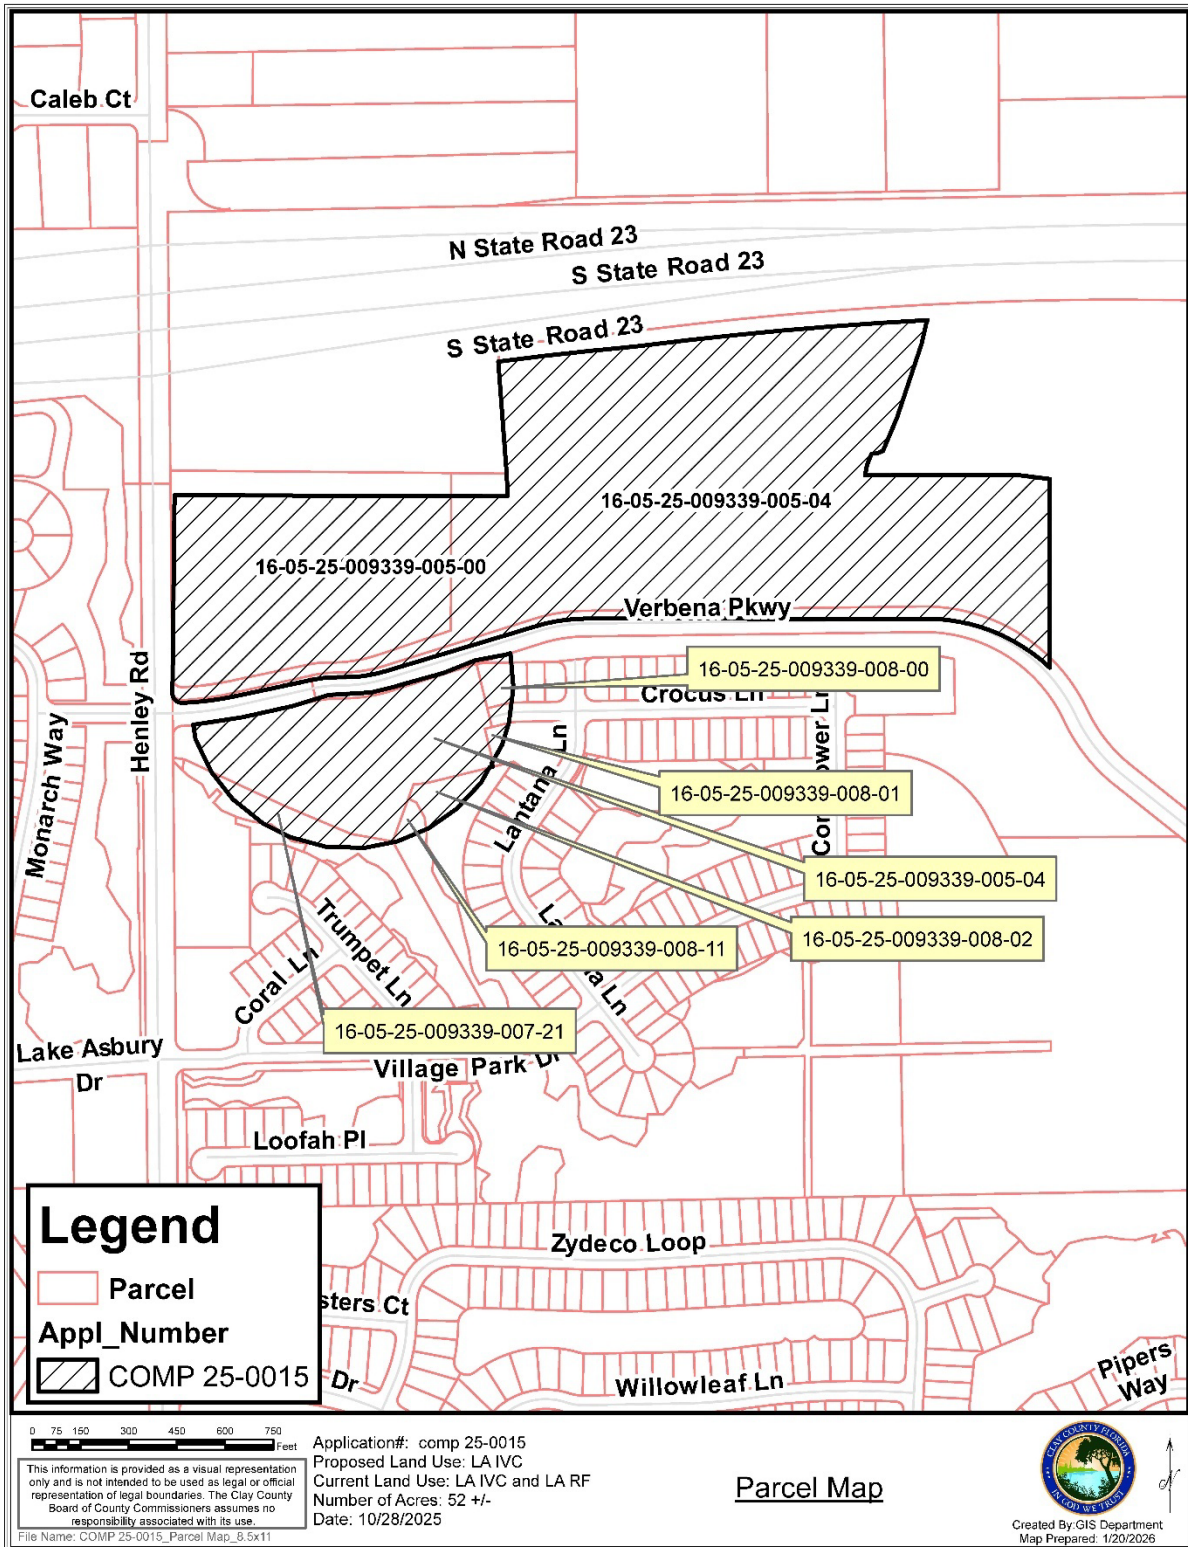 Caleb Ct
N State Road 23
S State Road 23
S State Road 23
16-05-25-009339-005-04
16-05-25-009339-005-00
Verbena Pkwy
16-05-25-009339-008-00
Crocus Ln
Henley Rd
Monarch Way
Lantana Ln
16-05-25-009339-008-01
16-05-25-009339-005-04
16-05-25-009339-008-02
16-05-25-009339-008-11
Trumpet Ln
Coral Ln
16-05-25-009339-007-21
Lake Asbury
Dr
Village Park Dr
Loofah Pl
Zydeco Loop
sters Ct
Dr
Willowleaf Ln
Pipers
Way
Legend
Parcel
Appl_Number
COMP 25-0015
0 75 150 300 450 600 750
Feet
This information is provided as a visual representation
only and is not intended to be used as legal or official
representation of legal boundaries. The Clay County
Board of County Commissioners assumes no
responsibility associated with its use.
File Name: COMP 25-0015_Parcel Map_8.5x11
Application#: comp 25-0015
Proposed Land Use: LA IVC
Current Land Use: LA IVC and LA RF
Number of Acres: 52 +/-
Date: 10/28/2025
Parcel Map
CLAY COUNTY FLORIDA
IN GOD WE TRUST
N
Created By:GIS Department
Map Prepared: 1/20/2026